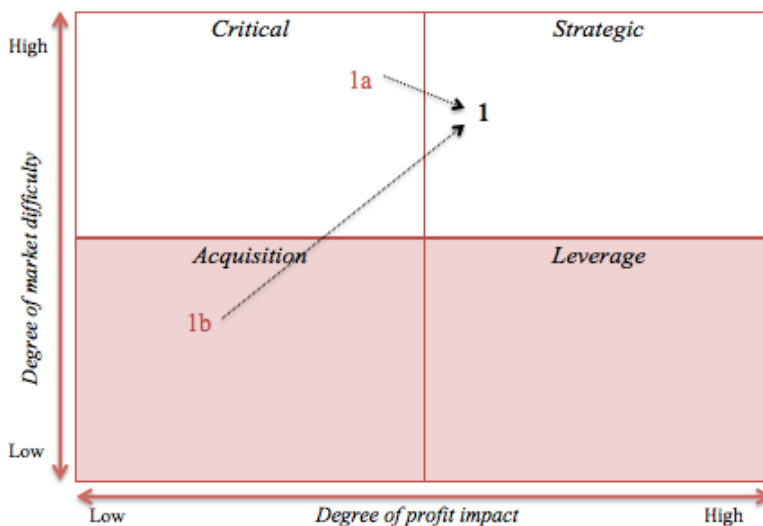 Critical
Strategic
High
1a
1
Degree of market difficulty
Acquisition
Leverage
1b
Low
Low
Degree of profit impact
High